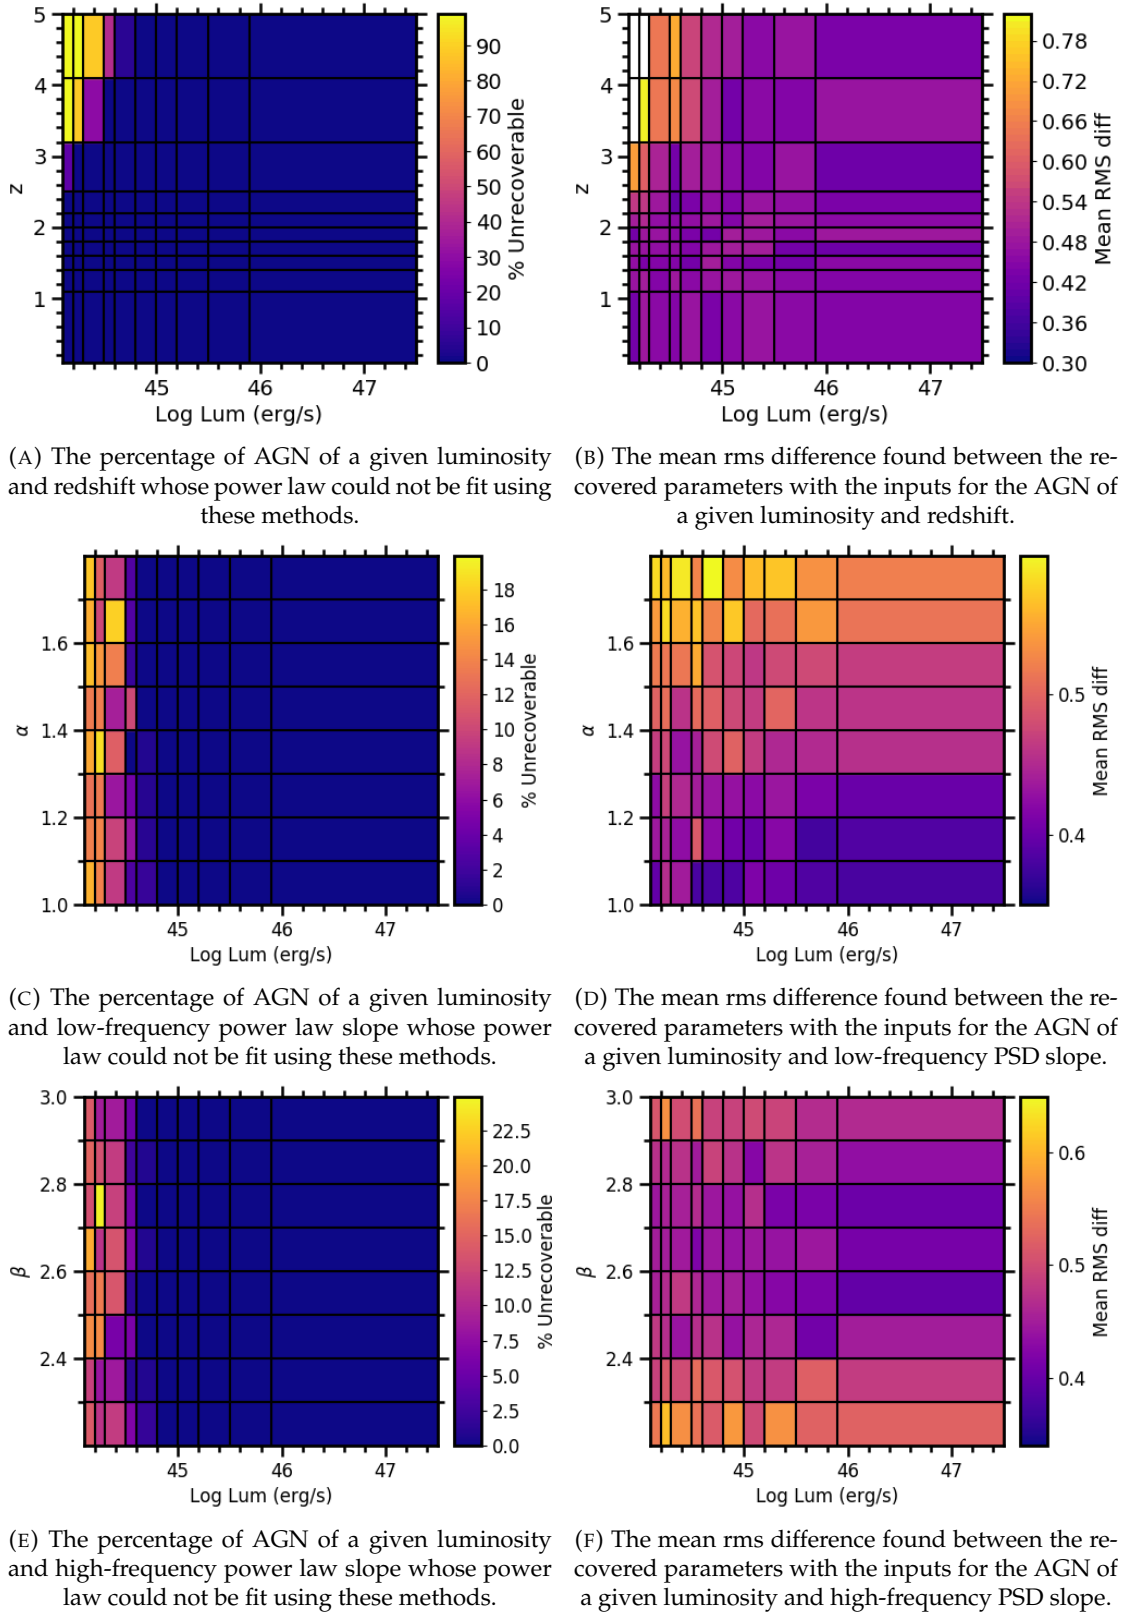 5
4
3
2
1
z
45
46
47
Log Lum (erg/s)
90
80
70
60
50
40
30
20
10
0
% Unrecoverable
5
4
3
2
1
z
45
46
47
Log Lum (erg/s)
0.78
0.72
0.66
0.60
0.54
0.48
0.42
0.36
0.30
Mean RMS diff
(A) The percentage of AGN of a given luminosity
and redshift whose power law could not be fit using
these methods.
(B) The mean rms difference found between the re-
covered parameters with the inputs for the AGN of
a given luminosity and redshift.
1.6
1.4
1.2
1.0
α
45
46
47
Log Lum (erg/s)
18
16
14
12
10
8
6
4
2
0
% Unrecoverable
1.6
1.4
1.2
1.0
α
45
46
47
Log Lum (erg/s)
0.5
0.4
Mean RMS diff
(C) The percentage of AGN of a given luminosity
and low-frequency power law slope whose power
law could not be fit using these methods.
(D) The mean rms difference found between the re-
covered parameters with the inputs for the AGN of
a given luminosity and low-frequency PSD slope.
3.0
2.8
2.6
2.4
β
45
46
47
Log Lum (erg/s)
22.5
20.0
17.5
15.0
12.5
10.0
7.5
5.0
2.5
0.0
% Unrecoverable
3.0
2.8
2.6
2.4
β
45
46
47
Log Lum (erg/s)
0.6
0.5
0.4
Mean RMS diff
(E) The percentage of AGN of a given luminosity
and high-frequency power law slope whose power
law could not be fit using these methods.
(F) The mean rms difference found between the re-
covered parameters with the inputs for the AGN of
a given luminosity and high-frequency PSD slope.